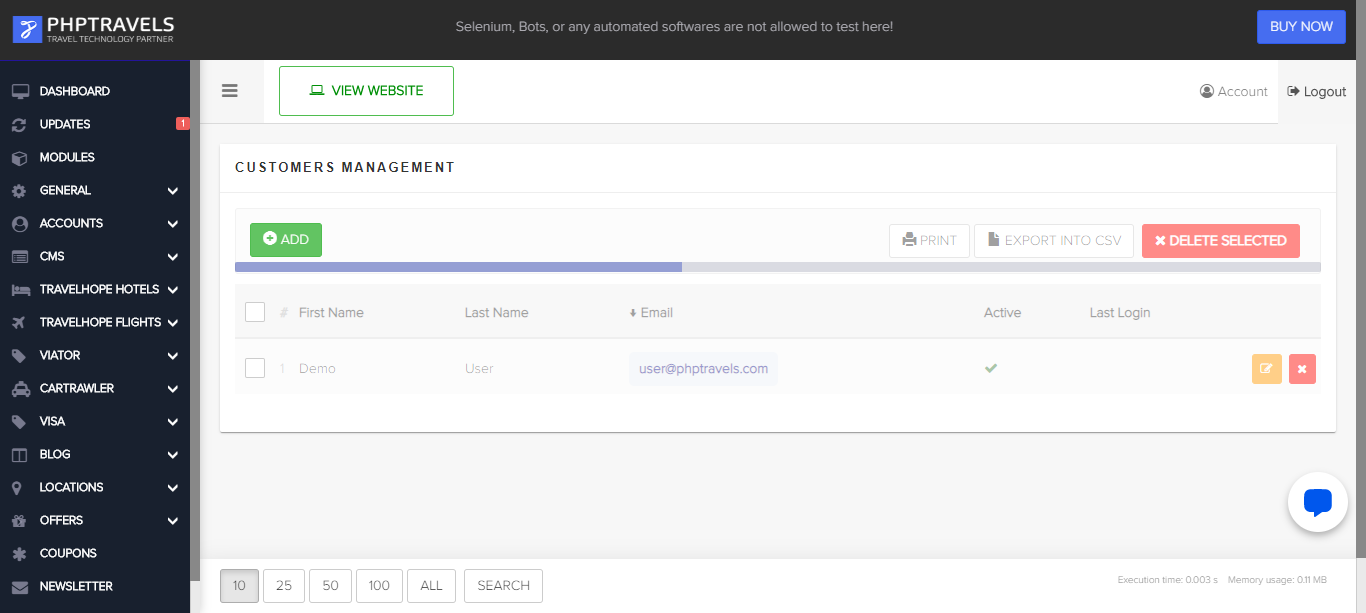 PHPTRAVELS
TRAVEL TECHNOLOGY PARTNER
Selenium, Bots, or any automated softwares are not allowed to test here!
BUY NOW
DASHBOARD
UPDATES 1
MODULES
GENERAL
ACCOUNTS
CMS
TRAVELHOPE HOTELS
TRAVELHOPE FLIGHTS
VIATOR
CARTRAWLER
VISA
BLOG
LOCATIONS
OFFERS
COUPONS
NEWSLETTER
VIEW WEBSITE
Account
Logout
CUSTOMERS MANAGEMENT
ADD
PRINT
EXPORT INTO CSV
DELETE SELECTED
# First Name Last Name Email Active Last Login
1 Demo User user@phptravels.com
10 25 50 100 ALL SEARCH
Execution time: 0.003 s Memory usage: 0.11 MB